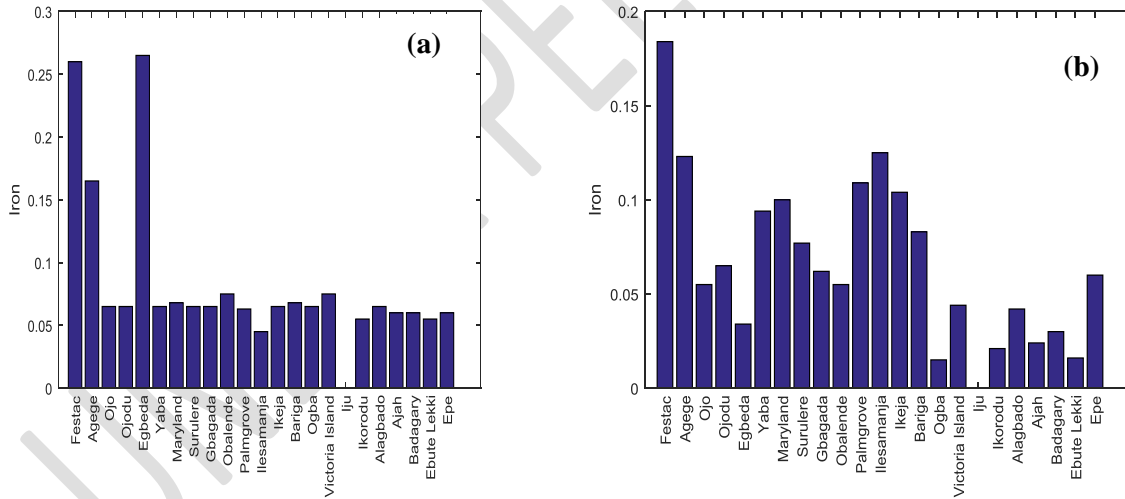 (a)
0.3
0.25
0.2
0.15
0.1
0.05
0
Iron
Festac
Agege
Ojo
Ojodu
Egbeda
Yaba
Maryland
Surulere
Gbagada
Obalende
Palmgrove
Ilesamanja
Ikeja
Bariga
Ogba
Victoria Island
Iju
Ikorodu
Alagbado
Ajah
Badagary
Ebute Lekki
Epe
(b)
0.2
0.15
0.1
0.05
0
Iron
Festac
Agege
Ojo
Ojodu
Egbeda
Yaba
Maryland
Surulere
Gbagada
Obalende
Palmgrove
Ilesamanja
Ikeja
Bariga
Ogba
Victoria Island
Iju
Ikorodu
Alagbado
Ajah
Badagary
Ebute Lekki
Epe